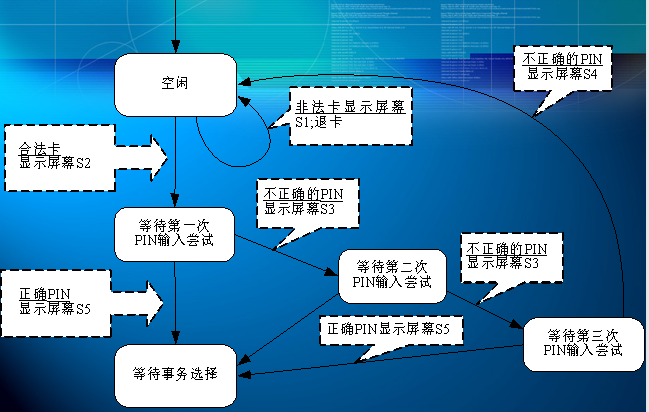 不正确的PIN
显示屏幕S4
空闲
非法卡显示屏幕
S1;退卡
合法卡
显示屏幕S2
不正确的PIN
显示屏幕S3
等待第一次
PIN输入尝试
不正确的PIN
显示屏幕S3
等待第二次
PIN输入尝试
正确PIN
显示屏幕S5
正确PIN显示屏幕S5
等待第三次
PIN输入尝试
等待事务选择